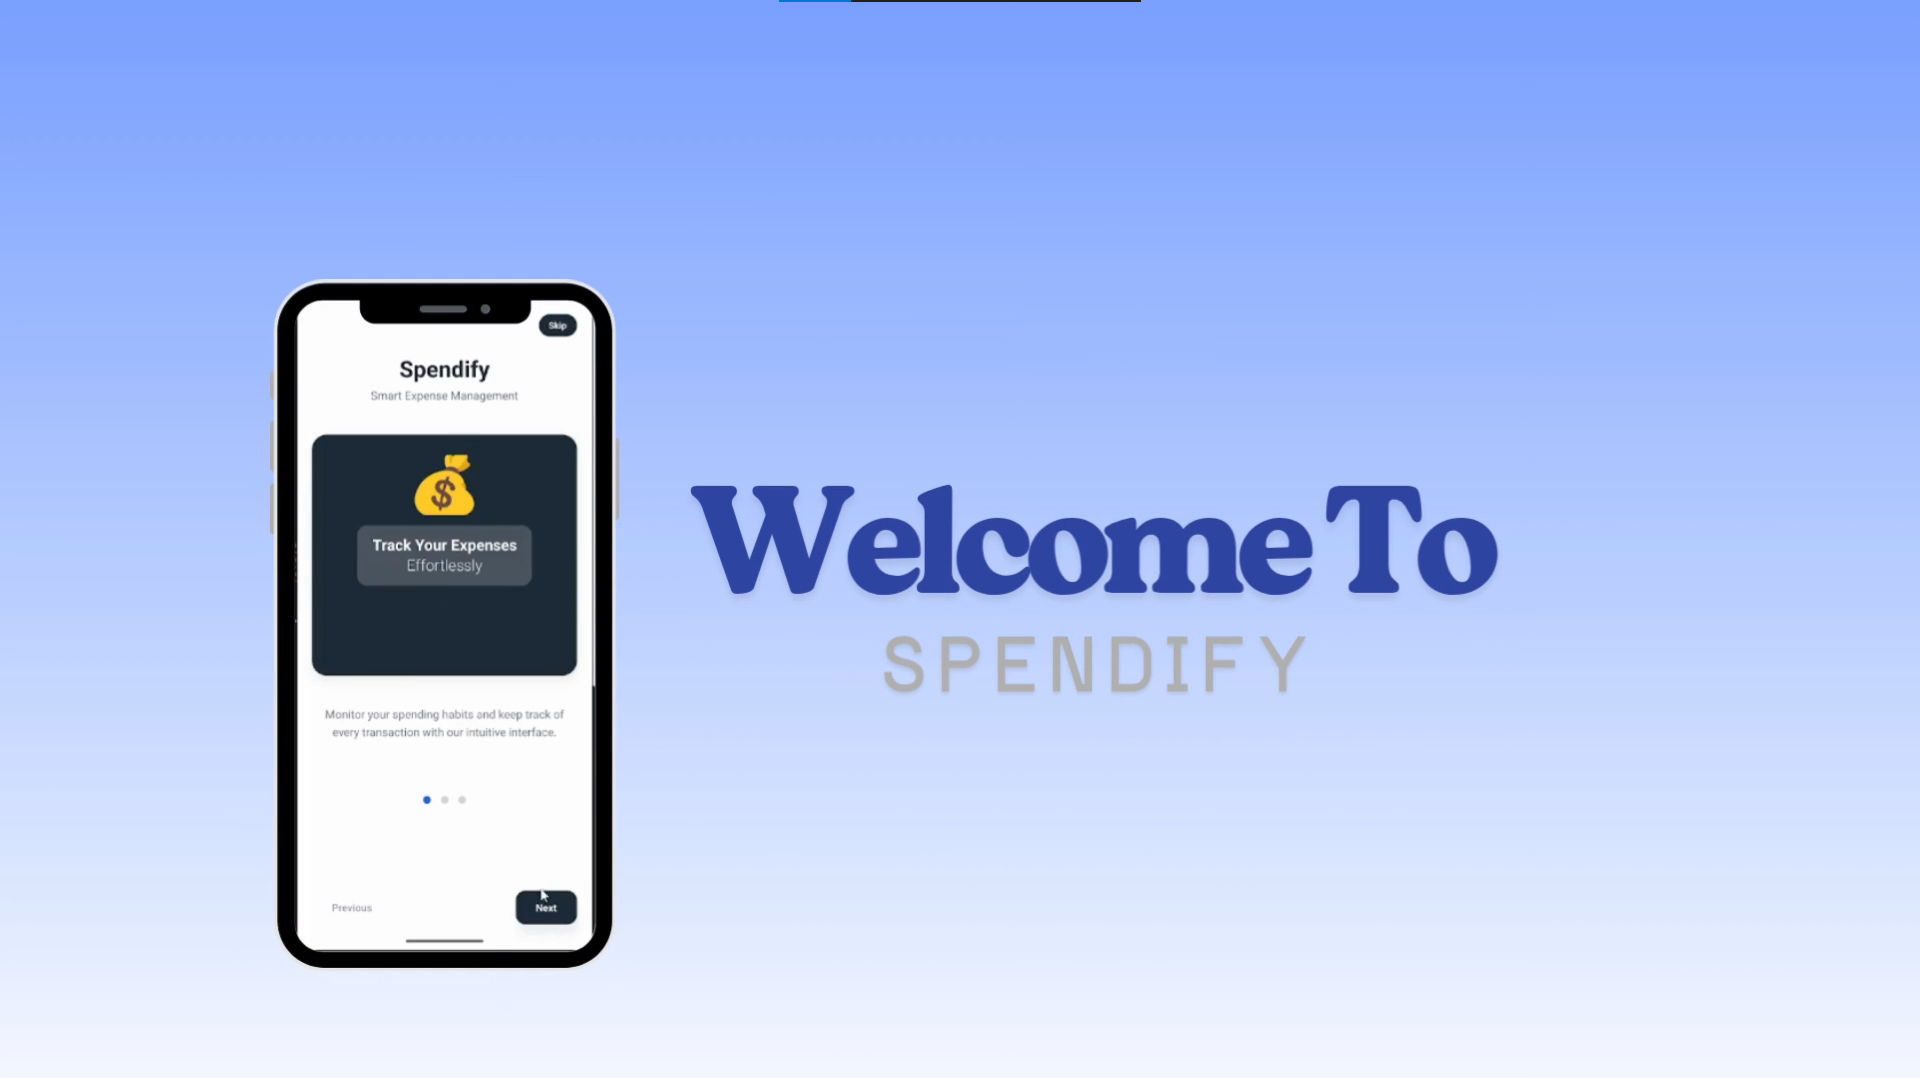 Skip
Spendify
Smart Expense Management
$
Track Your Expenses
Effortlessly
Monitor your spending habits and keep track of
every transaction with our intuitive interface.
Previous
Next
Welcome To
SPENDIFY